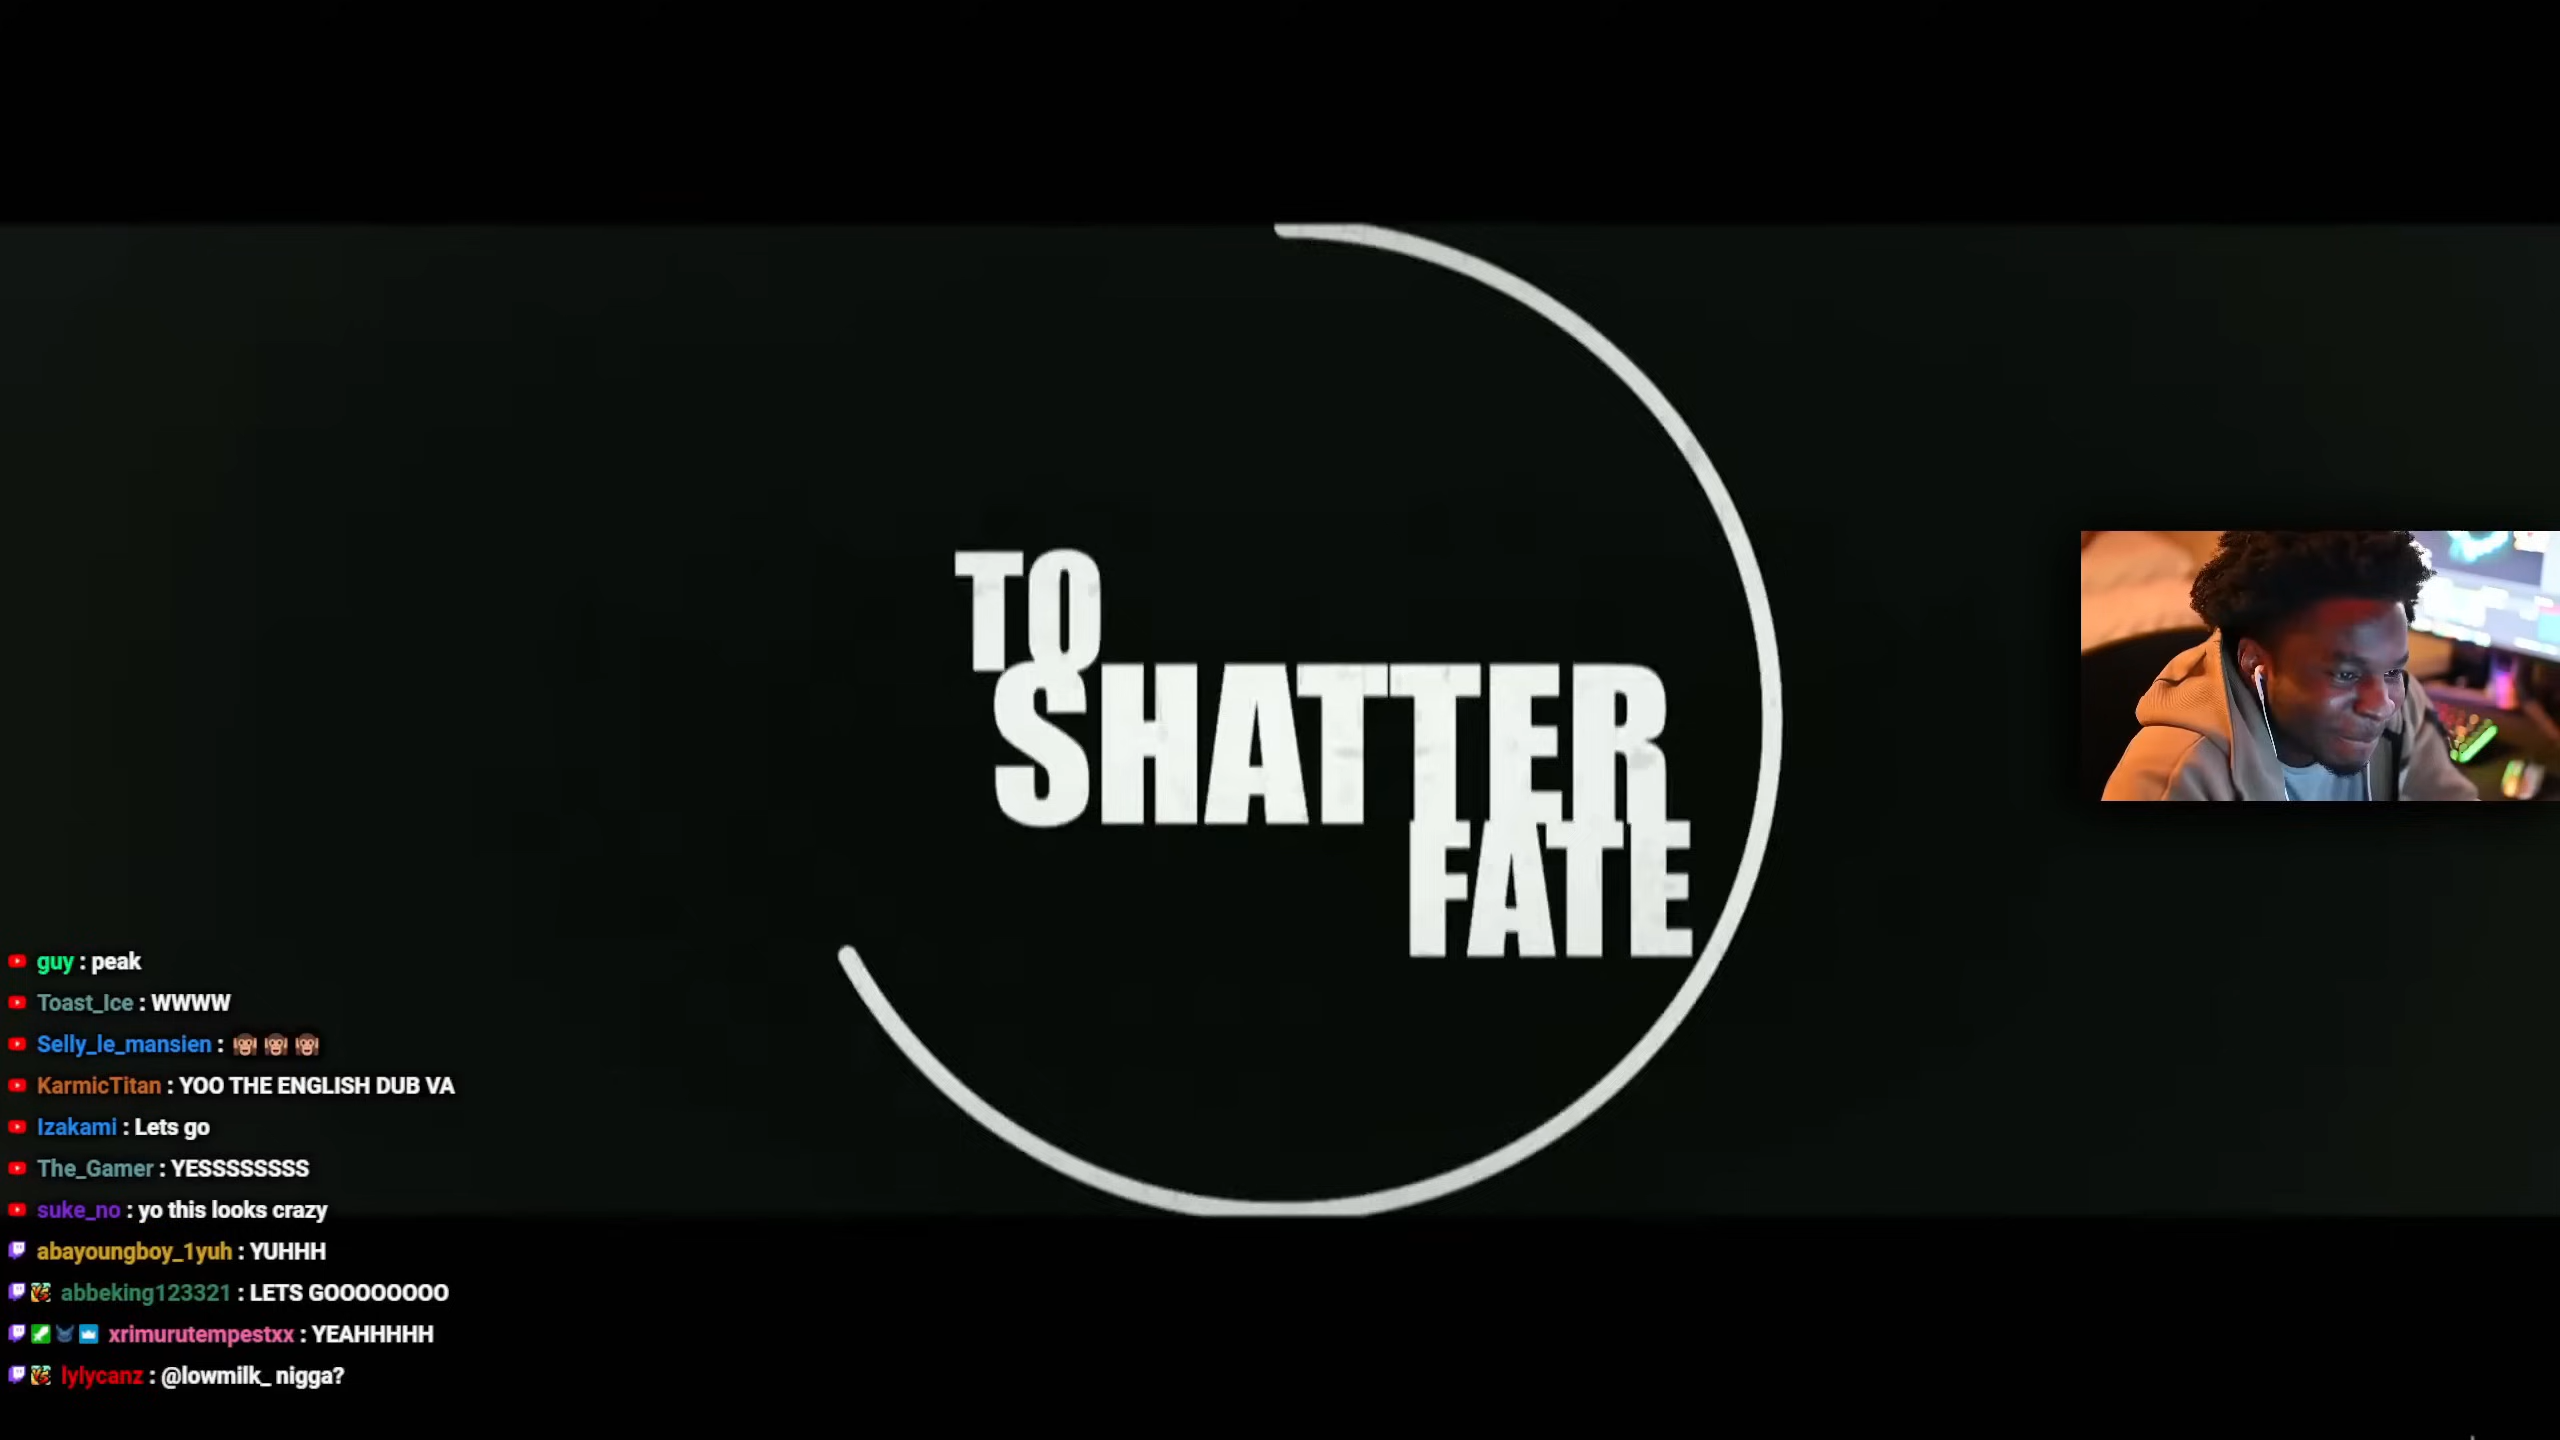 TO
SHATTER
FATE
guy : peak
Toast_Ice : WWWW
Selly_le_mansien : 🙉🙉🙉
KarmicTitan : YOO THE ENGLISH DUB VA
Izakami : Lets go
The_Gamer : YESSSSSSSS
suke_no : yo this looks crazy
abayoungboy_1yuh : YUHHH
abbeking123321 : LETS GOOOOOOOO
xrimurutempestxx : YEAHHHHH
lylycanz : @lowmilk_ nigga?